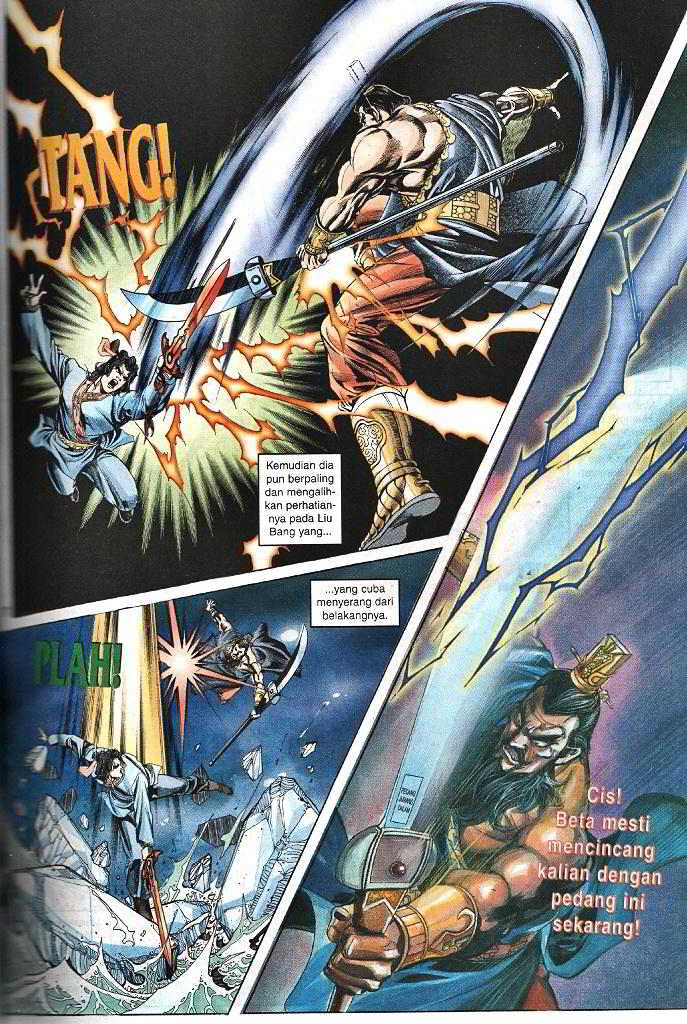 TANG!
Kemudian dia
pun berpaling
dan mengalih-
kan perhatian-
nya pada Liu
Bang yang...
...yang cuba
menyerang dari
belakangnya.
PLAH!
PEDANG
Cis!
Beta mesti
mencincang
kalian dengan
pedang ini
sekarang!